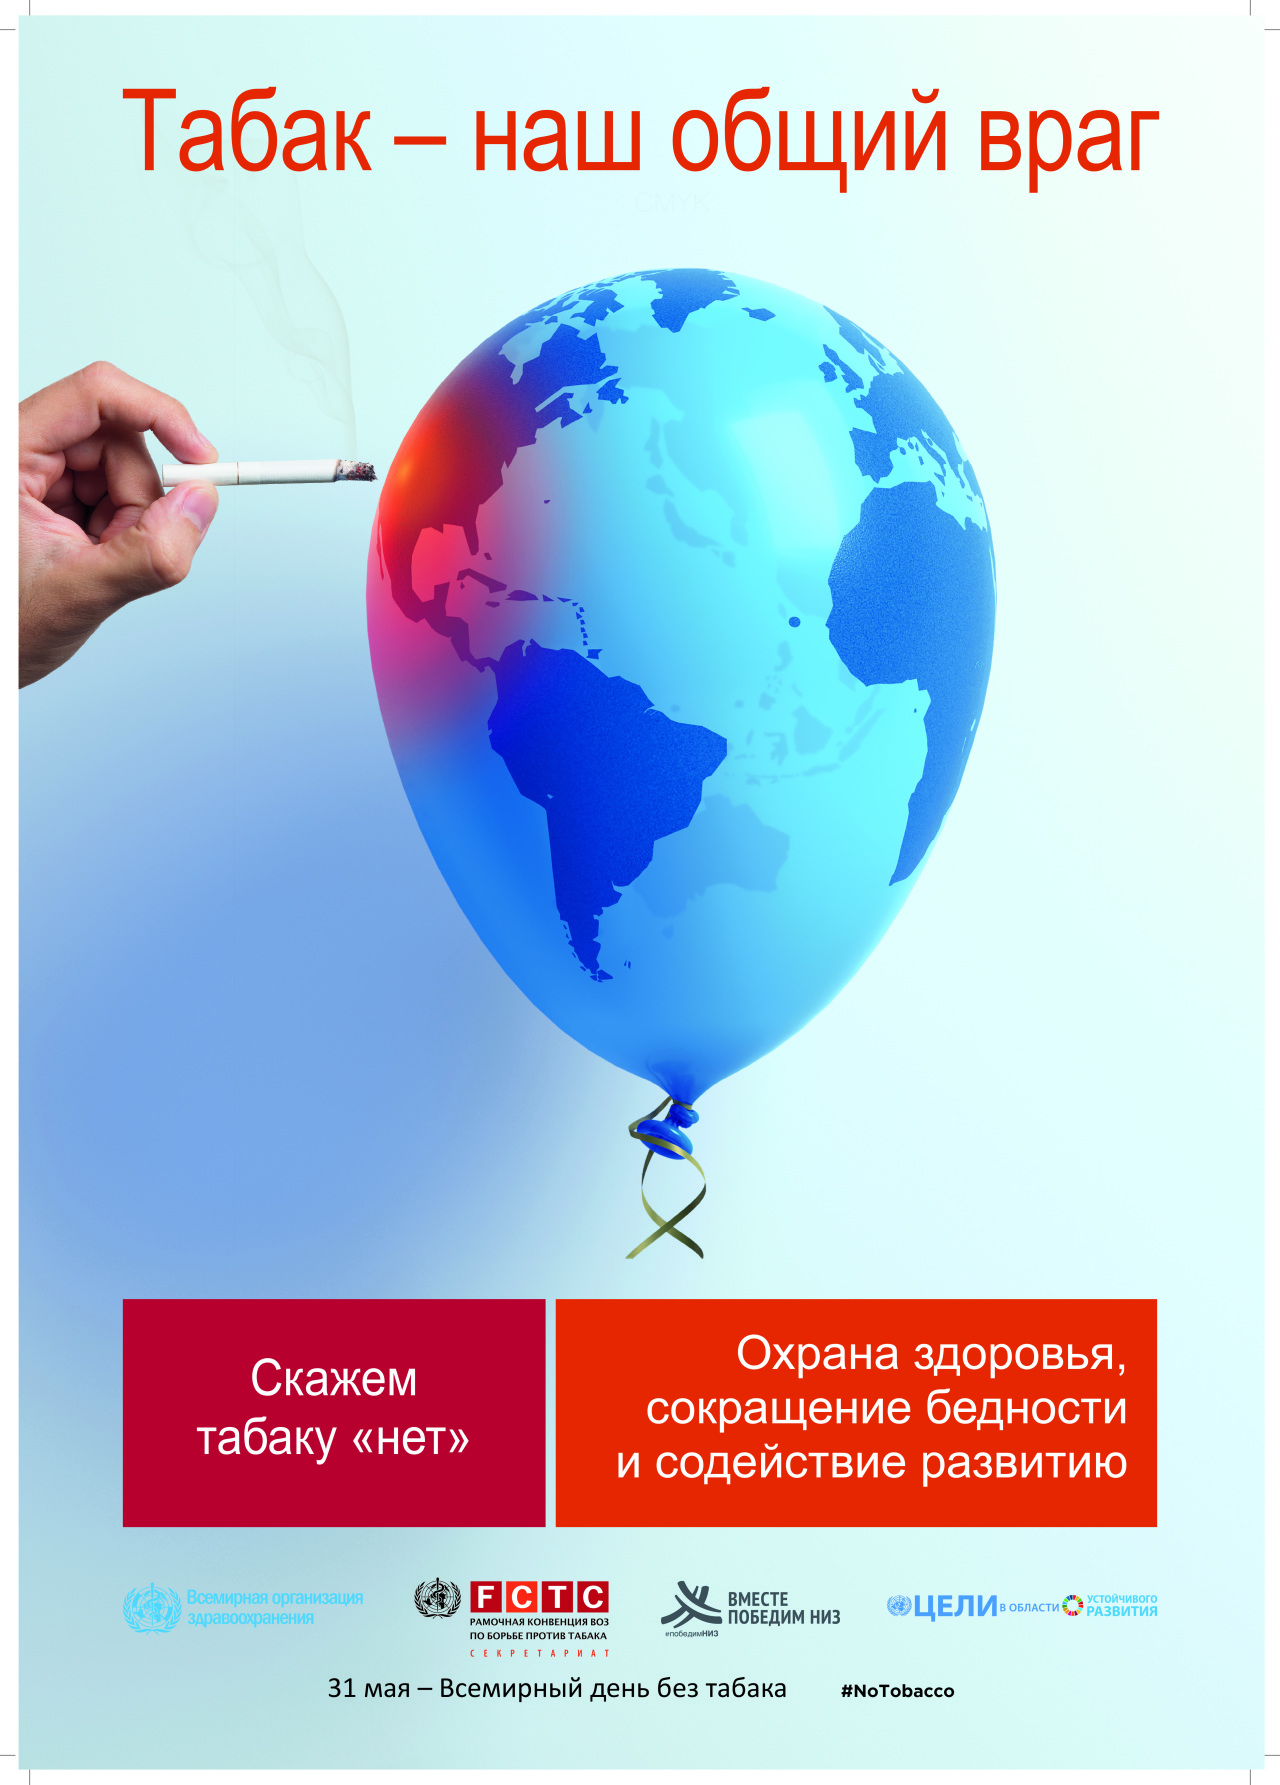 Табак – наш общий враг
CMYK
Скажем
табаку «нет»
Охрана здоровья,
сокращение бедности
и содействие развитию
Всемирная организация
здравоохранения
FCTC
РАМОЧНАЯ КОНВЕНЦИЯ ВОЗ
ПО БОРЬБЕ ПРОТИВ ТАБАКА
СЕКРЕТАРИАТ
ВМЕСТЕ
ПОБЕДИМ НИЗ
#победимНИЗ
ЦЕЛИ В ОБЛАСТИ УСТОЙЧИВОГО
РАЗВИТИЯ
31 мая – Всемирный день без табака #NoTobacco